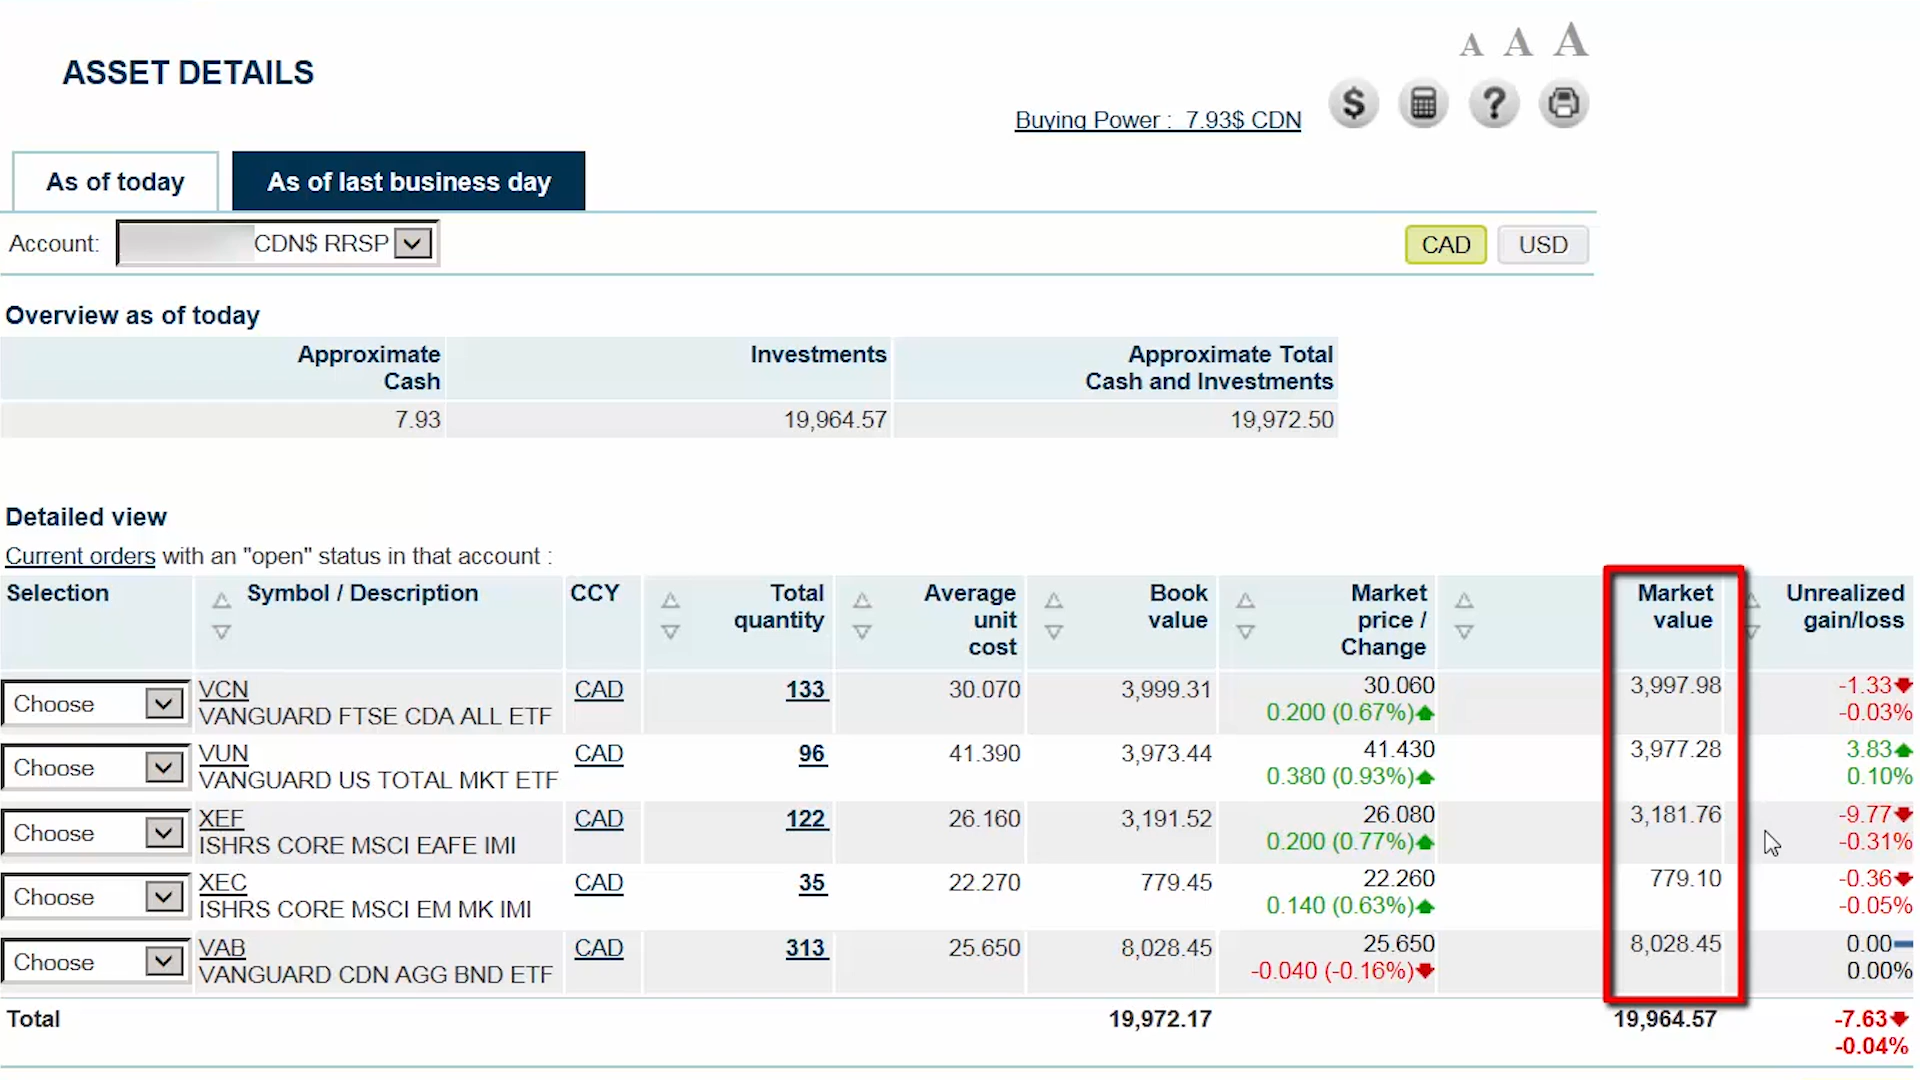 A A A
ASSET DETAILS
Buying Power : 7.93$ CDN
$ ?
As of today As of last business day
Account: CDN$ RRSP CAD USD
Overview as of today
Approximate Cash Investments Approximate Total Cash and Investments
7.93 19,964.57 19,972.50
Detailed view
Current orders with an "open" status in that account :
Selection Symbol / Description CCY Total quantity Average unit cost Book value Market price / Change Market value Unrealized gain/loss
Choose VCN CAD 133 30.070 3,999.31 30.060 3,997.98 -1.33
VANGUARD FTSE CDA ALL ETF 0.200 (0.67%) -0.03%
Choose VUN CAD 96 41.390 3,973.44 41.430 3,977.28 3.83
VANGUARD US TOTAL MKT ETF 0.380 (0.93%) 0.10%
Choose XEF CAD 122 26.160 3,191.52 26.080 3,181.76 -9.77
ISHRS CORE MSCI EAFE IMI 0.200 (0.77%) -0.31%
Choose XEC CAD 35 22.270 779.45 22.260 779.10 -0.36
ISHRS CORE MSCI EM MK IMI 0.140 (0.63%) -0.05%
Choose VAB CAD 313 25.650 8,028.45 25.650 8,028.45 0.00
VANGUARD CDN AGG BND ETF -0.040 (-0.16%) 0.00%
Total 19,972.17 19,964.57 -7.63
-0.04%